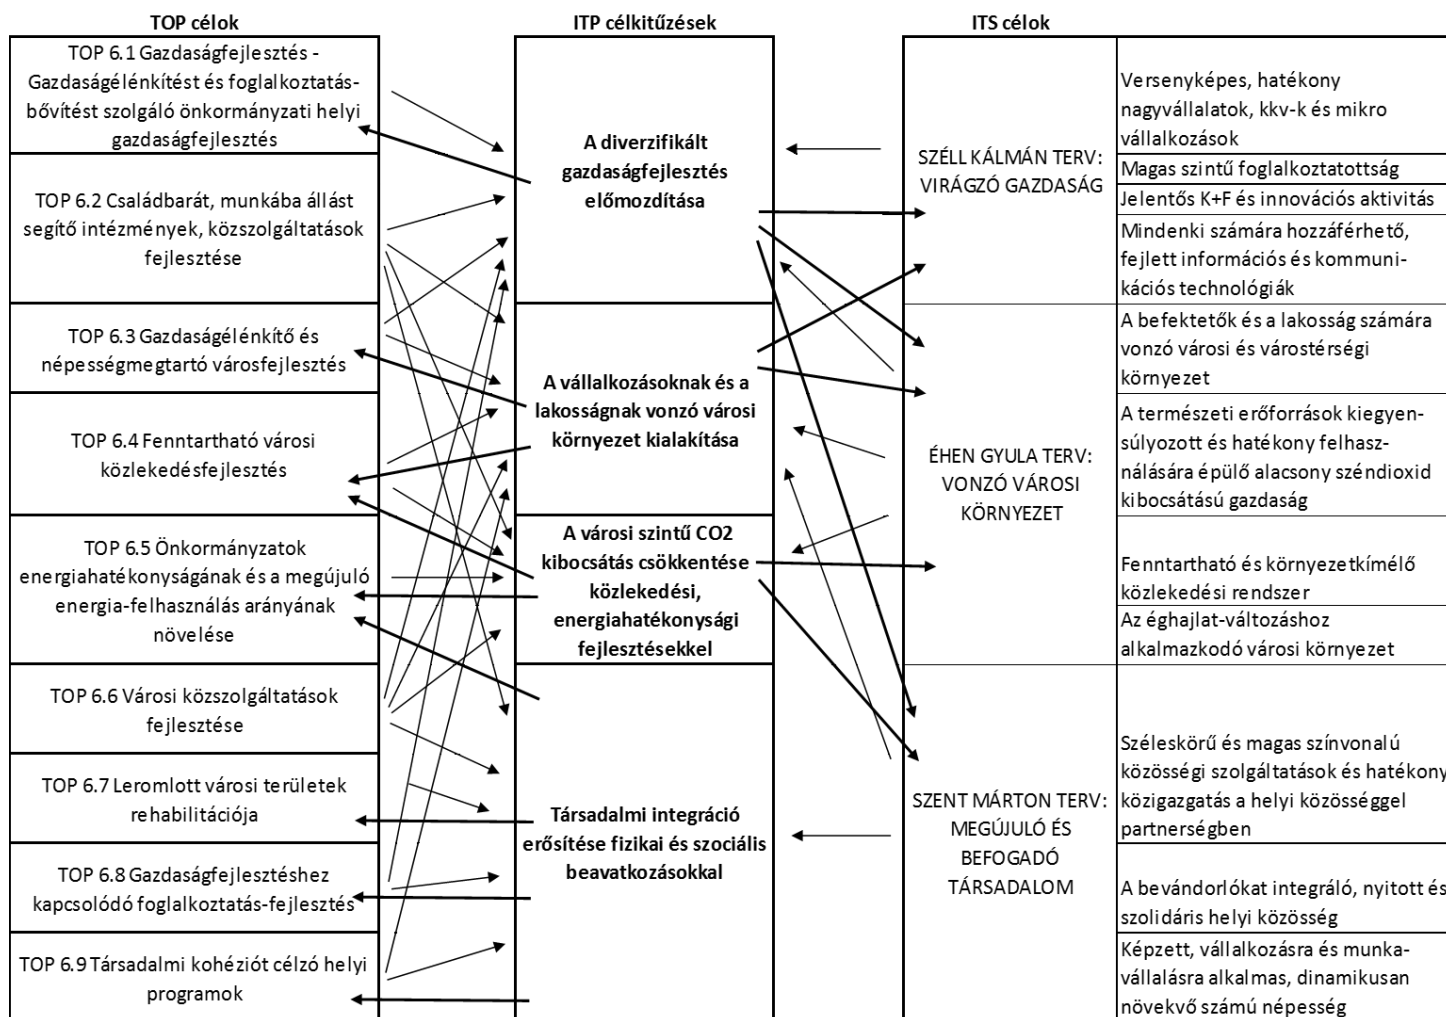 TOP célok
TOP 6.1 Gazdaságfejlesztés -
Gazdaságélénkítést és foglalkoztatás-
bővítést szolgáló önkormányzati helyi
gazdaságfejlesztés
TOP 6.2 Családbarát, munkába állást
segítő intézmények, közszolgáltatások
fejlesztése
TOP 6.3 Gazdaságélénkítő és
népességmegtartó városfejlesztés
TOP 6.4 Fenntartható városi
közlekedésfejlesztés
TOP 6.5 Önkormányzatok
energiahatékonyságának és a megújuló
energia-felhasználás arányának
növelése
TOP 6.6 Városi közszolgáltatások
fejlesztése
TOP 6.7 Leromlott városi területek
rehabilitációja
TOP 6.8 Gazdaságfejlesztéshez
kapcsolódó foglalkoztatás-fejlesztés
TOP 6.9 Társadalmi kohéziót célzó helyi
programok
ITP célkitűzések
A diverzifikált
gazdaságfejlesztés
előmozdítása
A vállalkozásoknak és a
lakosságnak vonzó városi
környezet kialakítása
A városi szintű CO2
kibocsátás csökkentése
közlekedési,
energiahatékonysági
fejlesztésekkel
Társadalmi integráció
erősítése fizikai és szociális
beavatkozásokkal
ITS célok
SZÉLL KÁLMÁN TERV:
VIRÁGZÓ GAZDASÁG
Versenyképes, hatékony
nagyvállalatok, kkv-k és mikro
vállalkozások
Magas szintű foglalkoztatottság
Jelentős K+F és innovációs aktivitás
Mindenki számára hozzáférhető,
fejlett információs és kommuni-
kációs technológiák
ÉHEN GYULA TERV:
VONZÓ VÁROSI
KÖRNYEZET
A befektetők és a lakosság számára
vonzó városi és várostérségi
környezet
A természeti erőforrások kiegyen-
súlyozott és hatékony felhasz-
nálására épülő alacsony széndioxid
kibocsátású gazdaság
Fenntartható és környezetkímélő
közlekedési rendszer
Az éghajlat-változáshoz
alkalmazkodó városi környezet
SZENT MÁRTON TERV:
MEGÚJULÓ ÉS
BEFOGADÓ
TÁRSADALOM
Széleskörű és magas színvonalú
közösségi szolgáltatások és hatékony
közigazgatás a helyi közösséggel
partnerségben
A bevándorlókat integráló, nyitott és
szolidáris helyi közösség
Képzett, vállalkozásra és munka-
vállalásra alkalmas, dinamikusan
növekvő számú népesség